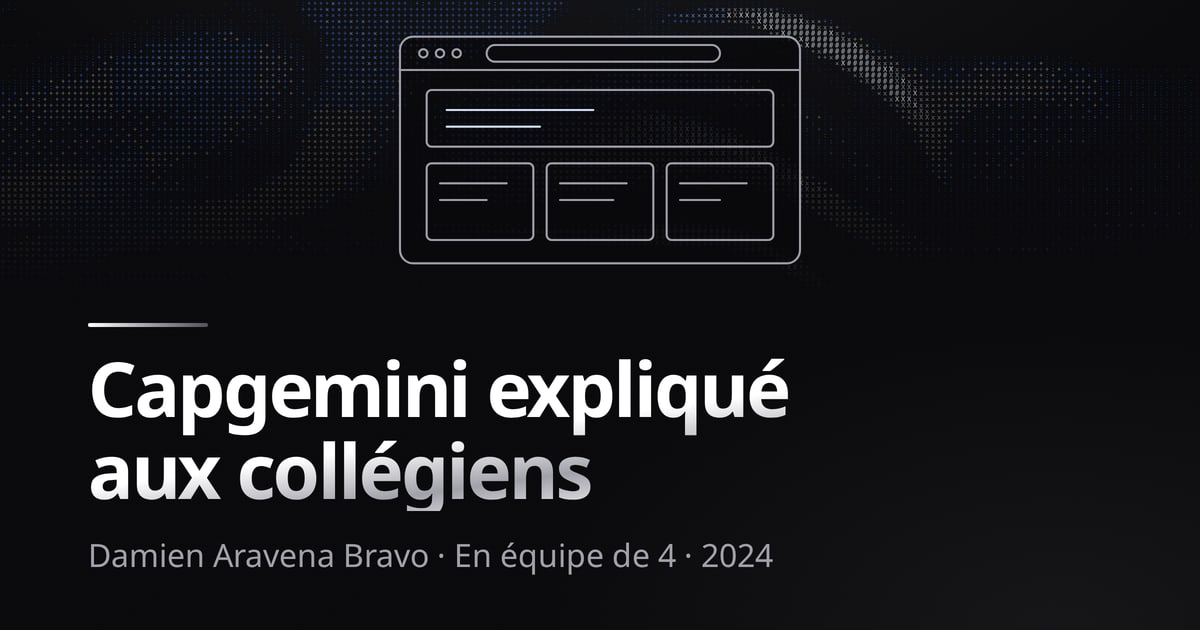 Capgemini expliqué
aux collégiens
Damien Aravena Bravo · En équipe de 4 · 2024